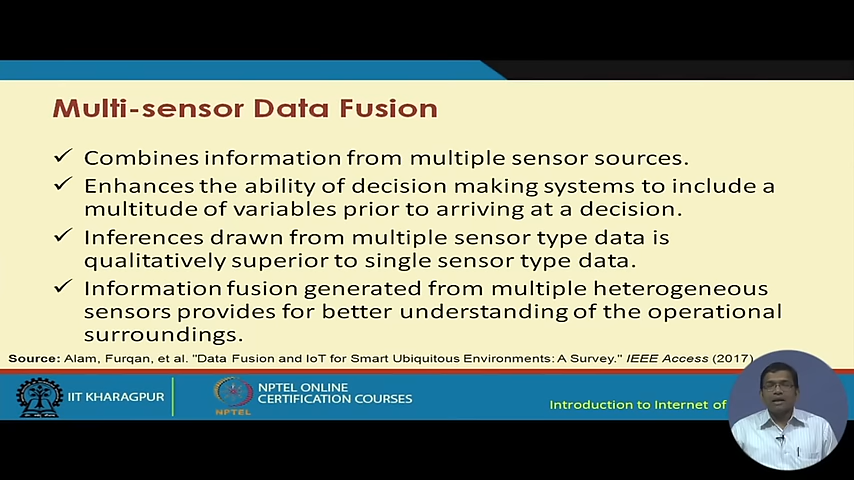 Multi-sensor Data Fusion
✓ Combines information from multiple sensor sources.
✓ Enhances the ability of decision making systems to include a
multitude of variables prior to arriving at a decision.
✓ Inferences drawn from multiple sensor type data is
qualitatively superior to single sensor type data.
✓ Information fusion generated from multiple heterogeneous
sensors provides for better understanding of the operational
surroundings.
Source: Alam, Furqan, et al. "Data Fusion and IoT for Smart Ubiquitous Environments: A Survey." IEEE Access (2017)
IIT KHARAGPUR
NPTEL
NPTEL ONLINE
CERTIFICATION COURSES
Introduction to Internet of